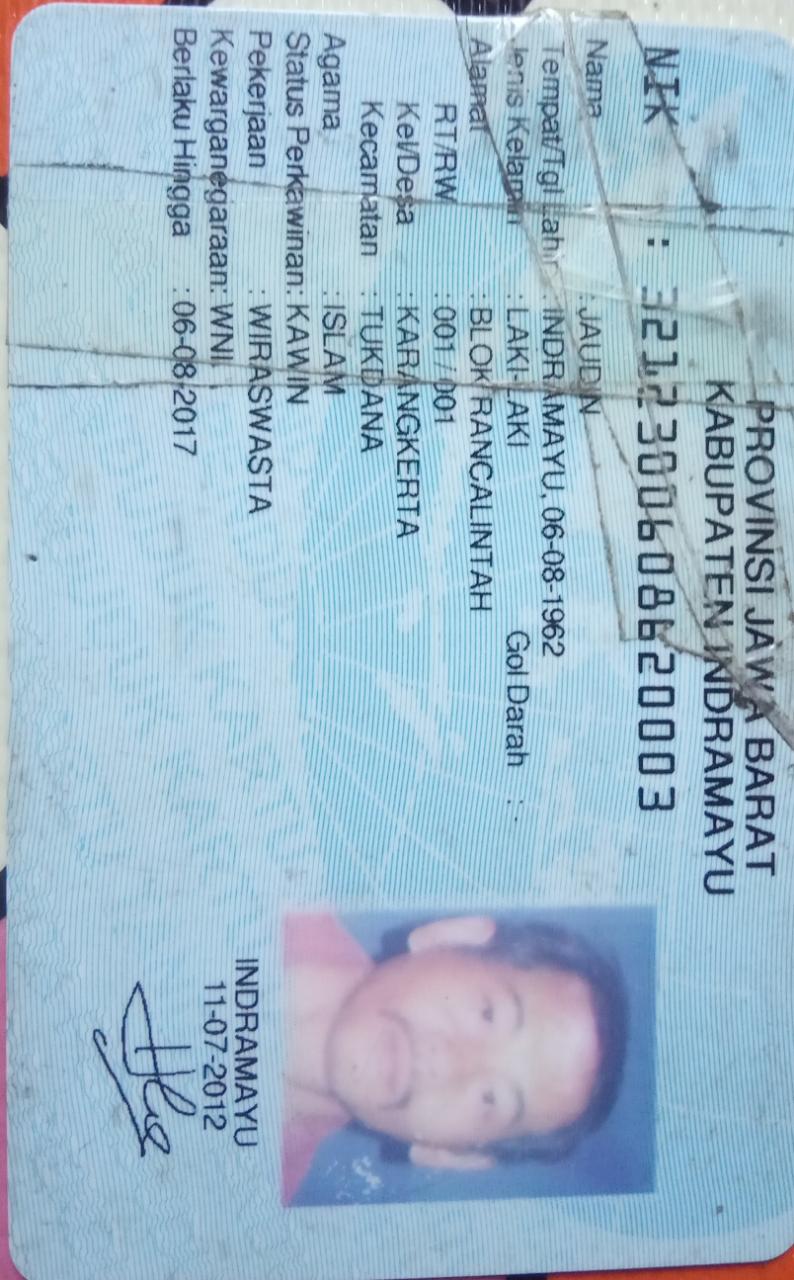 PROVINSI JAWA BARAT
KABUPATEN INDRAMAYU
NIK : 3212300608620003
Nama : JAUDIN
Tempat/Tgl Lahir : INDRAMAYU, 06-08-1962
Jenis Kelamin : LAKI-LAKI Gol Darah : -
Alamat : BLOK RANCALINTAH
RT/RW : 001/001
Kel/Desa : KARANGKERTA
Kecamatan : TUKDANA
Agama : ISLAM
Status Perkawinan: KAWIN
Pekerjaan : WIRASWASTA
Kewarganegaraan: WNI
Berlaku Hingga : 06-08-2017
INDRAMAYU
11-07-2012